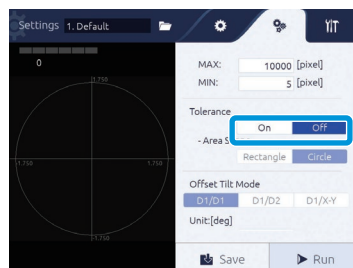 Settings 1. Default
0
1.750
-1.750
1.750
-1.750
MAX: 10000 [pixel]
MIN: 5 [pixel]
Tolerance
On Off
- Area S
Rectangle Circle
Offset Tilt Mode
D1/D1 D1/D2 D1/X-Y
Unit:[deg]
Save Run